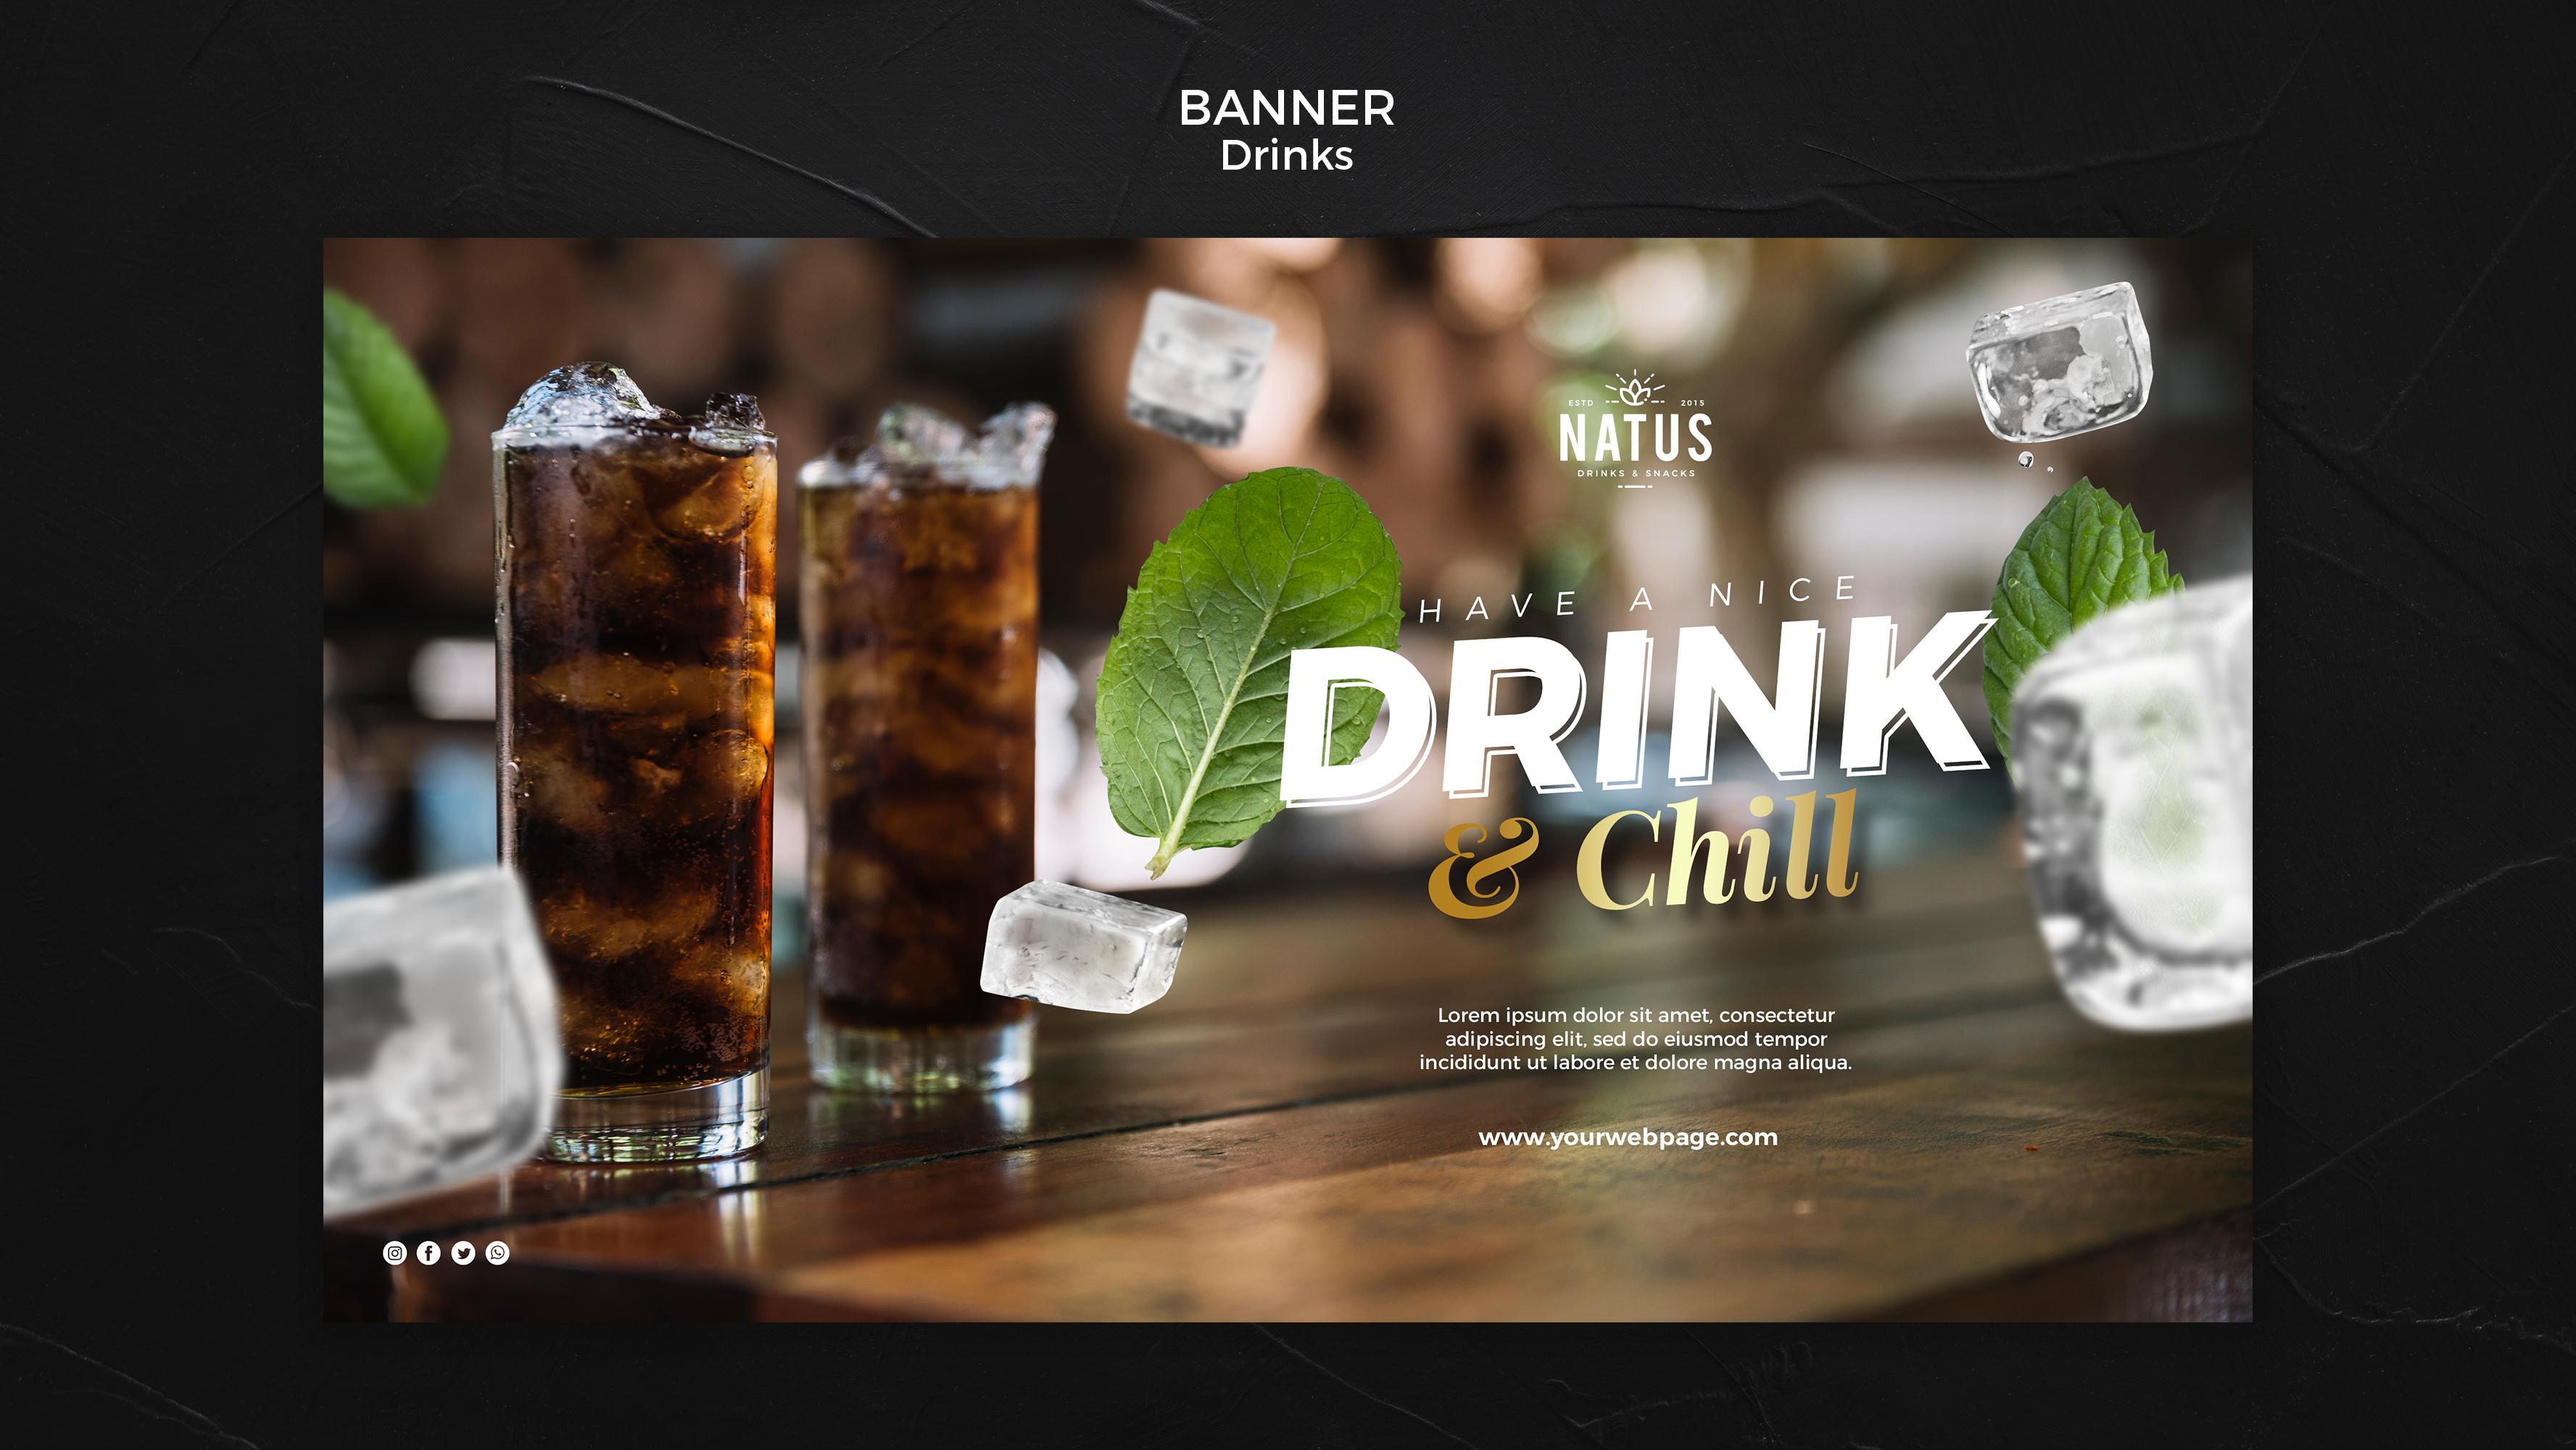 BANNER
Drinks
ESTD 2015
NATUS
DRINKS & SNACKS
HAVE A NICE
DRINK
& Chill
Lorem ipsum dolor sit amet, consectetur
adipiscing elit, sed do eiusmod tempor
incididunt ut labore et dolore magna aliqua.
www.yourwebpage.com